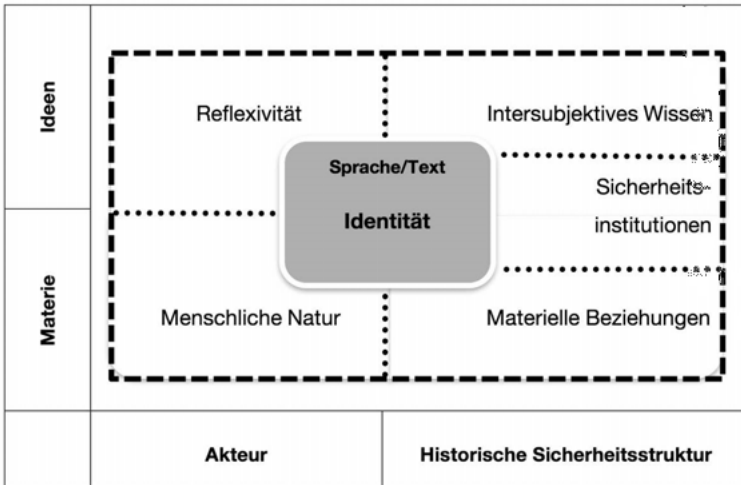 Ideen
Reflexivität
Intersubjektives Wissen
Sprache/Text
Identität
Sicherheits-
institutionen
Materie
Menschliche Natur
Materielle Beziehungen
Akteur
Historische Sicherheitsstruktur